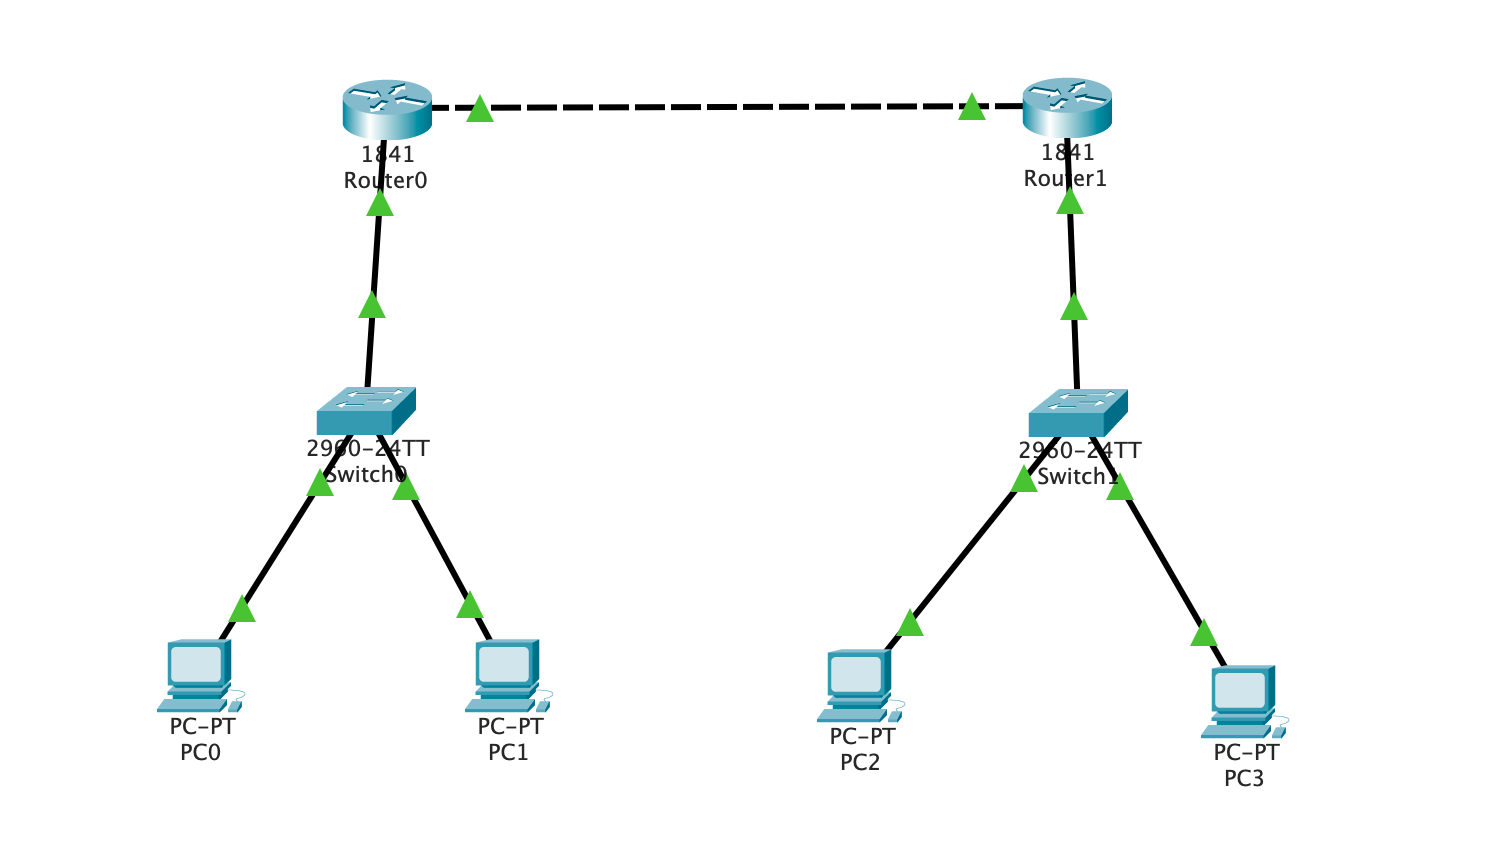 1841
Router0
1841
Router1
2960-24TT
Switch0
2960-24TT
Switch1
PC-PT
PC0
PC-PT
PC1
PC-PT
PC2
PC-PT
PC3